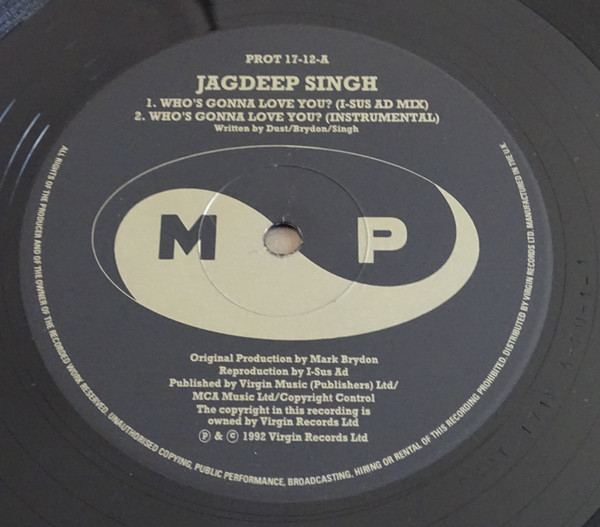 PROT 17-12-A
JAGDEEP SINGH
1. WHO'S GONNA LOVE YOU? (I-SUS AD MIX)
2. WHO'S GONNA LOVE YOU? (INSTRUMENTAL)
Written by Dust/Brydon/Singh
M P
Original Production by Mark Brydon
Reproduction by I-Sus Ad
Published by Virgin Music (Publishers) Ltd/
MCA Music Ltd/Copyright Control
The copyright in this recording is
owned by Virgin Records Ltd
℗ & © 1992 Virgin Records Ltd
ALL RIGHTS OF THE PRODUCER AND OF THE OWNER OF THE RECORDED WORK RESERVED. UNAUTHORISED COPYING, PUBLIC PERFORMANCE, BROADCASTING, HIRING OR RENTAL OF THIS RECORDING PROHIBITED. DISTRIBUTED BY VIRGIN RECORDS LTD. MANUFACTURED IN THE U.K.